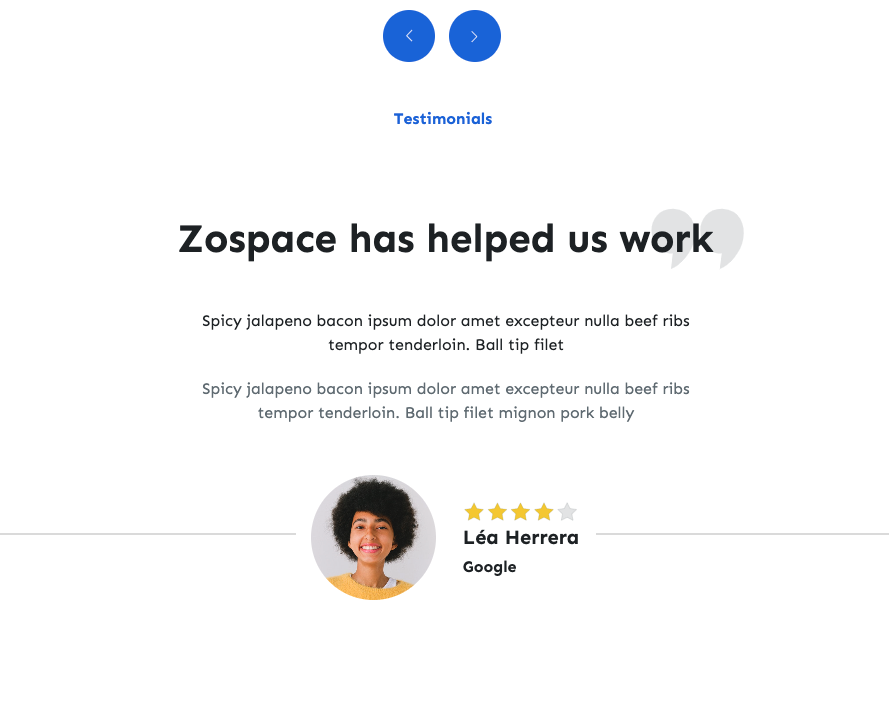 Testimonials
Zospace has helped us work
Spicy jalapeno bacon ipsum dolor amet excepteur nulla beef ribs
tempor tenderloin. Ball tip filet
Spicy jalapeno bacon ipsum dolor amet excepteur nulla beef ribs
tempor tenderloin. Ball tip filet mignon pork belly
Léa Herrera
Google